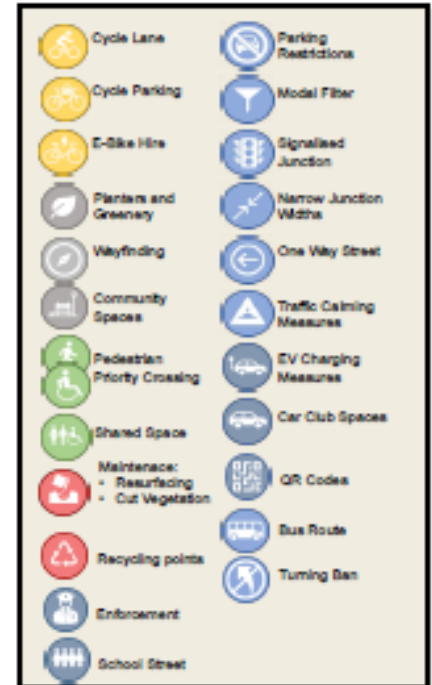 Cycle Lane
Cycle Parking
E-Bike Hire
Planters and
Greenery
Wayfinding
Community
Spaces
Pedestrian
Priority Crossing
Shared Space
Maintenace:
• Resurfacing
• Cut Vegetation
Recycling points
Enforcement
School Street
Parking
Restrictions
Modal Filter
Signalised
Junction
Narrow Junction
Widths
One Way Street
Traffic Calming
Measures
EV Charging
Measures
Car Club Spaces
QR Codes
Bus Route
Turning Ban